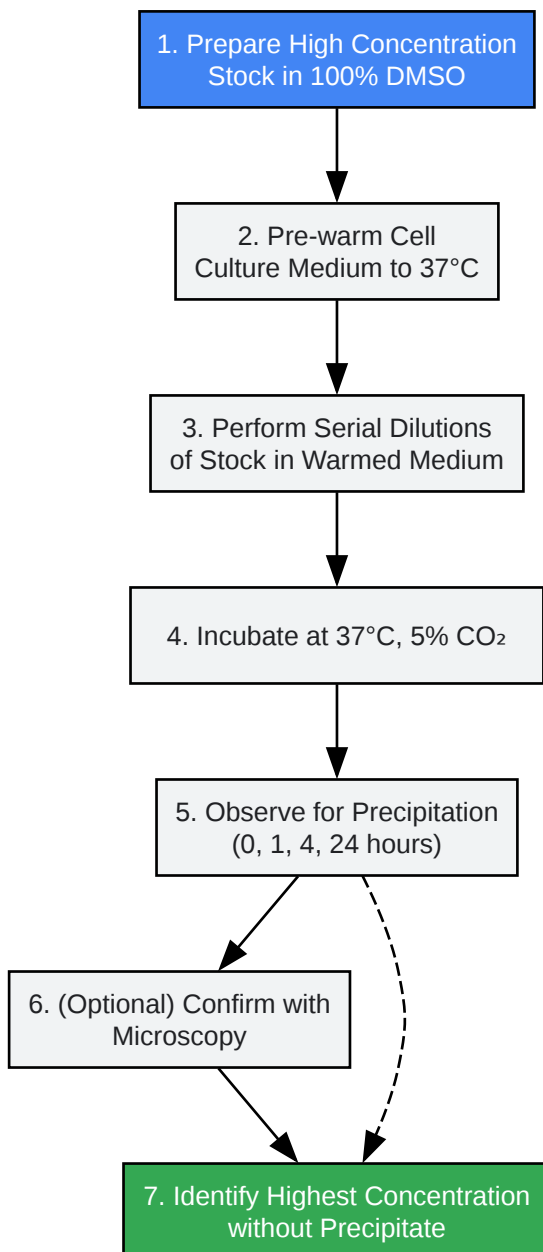 1. Prepare High Concentration
Stock in 100% DMSO
2. Pre-warm Cell
Culture Medium to 37°C
3. Perform Serial Dilutions
of Stock in Warmed Medium
4. Incubate at 37°C, 5% CO₂
5. Observe for Precipitation
(0, 1, 4, 24 hours)
6. (Optional) Confirm with
Microscopy
7. Identify Highest Concentration
without Precipitate